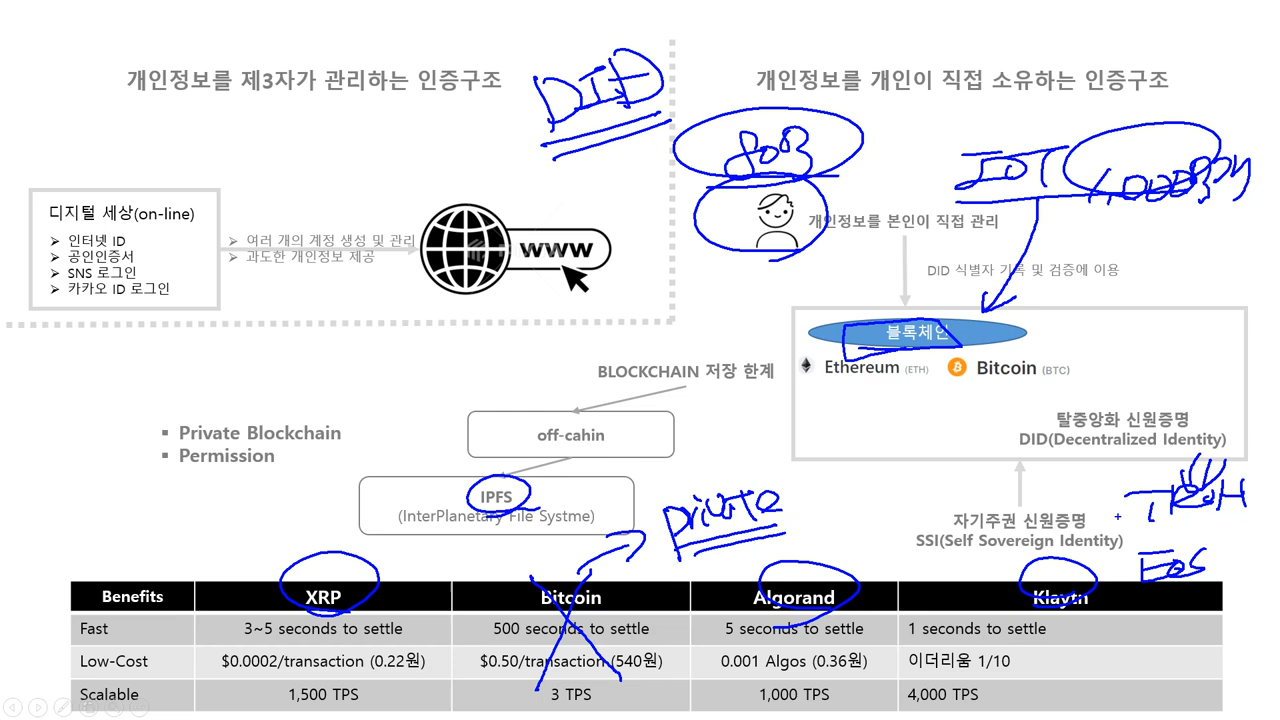 개인정보를 제3자가 관리하는 인증구조
DID
디지털 세상(on-line)
인터넷 ID
공인인증서
SNS 로그인
카카오 ID 로그인
여러 개의 계정 생성 및 관리
과도한 개인정보 제공
www
개인정보를 개인이 직접 소유하는 인증구조
개인정보를 본인이 직접 관리
DID 식별자 기록 및 검증에 이용
블록체인
Ethereum (ETH)
Bitcoin (BTC)
탈중앙화 신원증명
DID(Decentralized Identity)
자기주권 신원증명
SSI(Self Sovereign Identity)
EOS
BLOCKCHAIN 저장 한계
off-cahin
IPFS
(InterPlanetary File Systme)
Private
Private Blockchain
Permission
Benefits XRP Bitcoin Algorand Klaytn
Fast 3~5 seconds to settle 500 seconds to settle 5 seconds to settle 1 seconds to settle
Low-Cost $0.0002/transaction (0.22원) $0.50/transaction (540원) 0.001 Algos (0.36원) 이더리움 1/10
Scalable 1,500 TPS 3 TPS 1,000 TPS 4,000 TPS